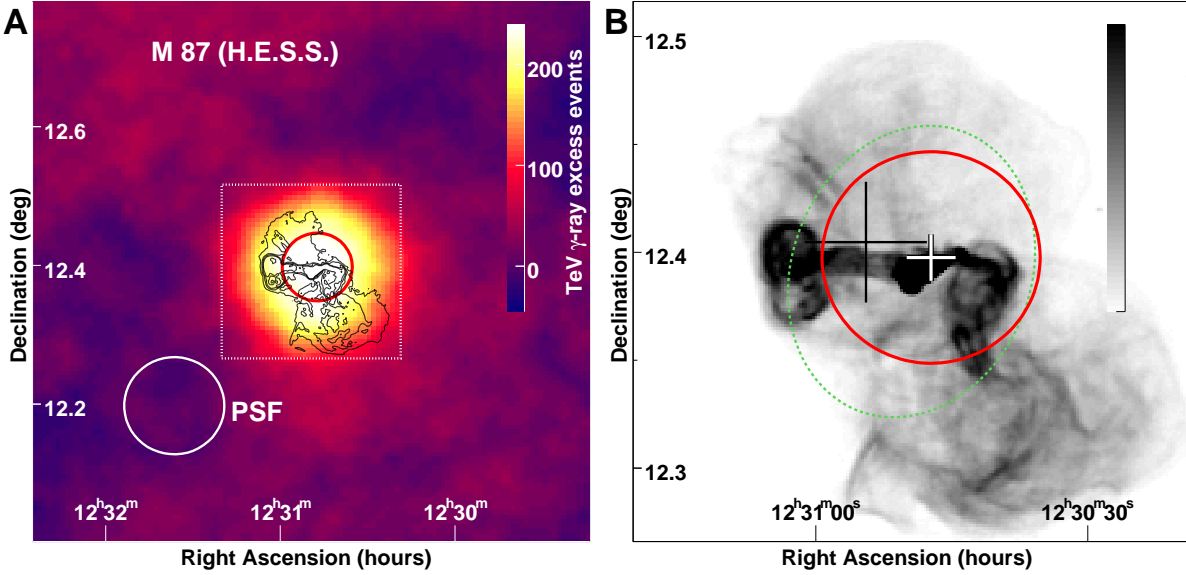 A
M 87 (H.E.S.S.)
200
100
0
TeV γ-ray excess events
12.6
12.4
12.2
Declination (deg)
PSF
12ʰ32ᵐ
12ʰ31ᵐ
12ʰ30ᵐ
Right Ascension (hours)
B
12.5
12.4
12.3
Declination (deg)
12ʰ31ᵐ00ˢ
12ʰ30ᵐ30ˢ
Right Ascension (hours)